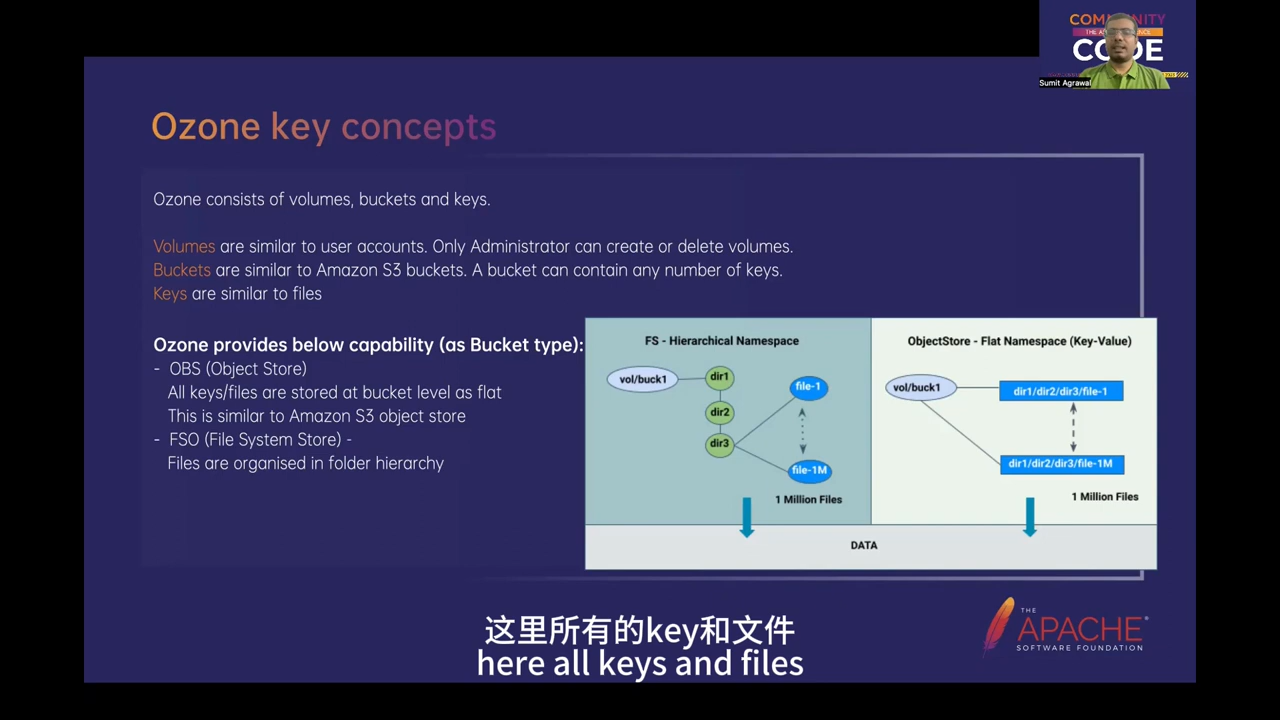 COMMUNITY
CODE
Sumit Agrawal
Ozone key concepts
Ozone consists of volumes, buckets and keys.
Volumes are similar to user accounts. Only Administrator can create or delete volumes.
Buckets are similar to Amazon S3 buckets. A bucket can contain any number of keys.
Keys are similar to files
Ozone provides below capability (as Bucket type):
- OBS (Object Store)
All keys/files are stored at bucket level as flat
This is similar to Amazon S3 object store
- FSO (File System Store) -
Files are organised in folder hierarchy
FS - Hierarchical Namespace
vol/buck1
dir1
dir2
dir3
file-1
file-1M
1 Million Files
ObjectStore - Flat Namespace (Key-Value)
vol/buck1
dir1/dir2/dir3/file-1
dir1/dir2/dir3/file-1M
1 Million Files
DATA
这里所有的key和文件
here all keys and files
THE
APACHE®
SOFTWARE FOUNDATION